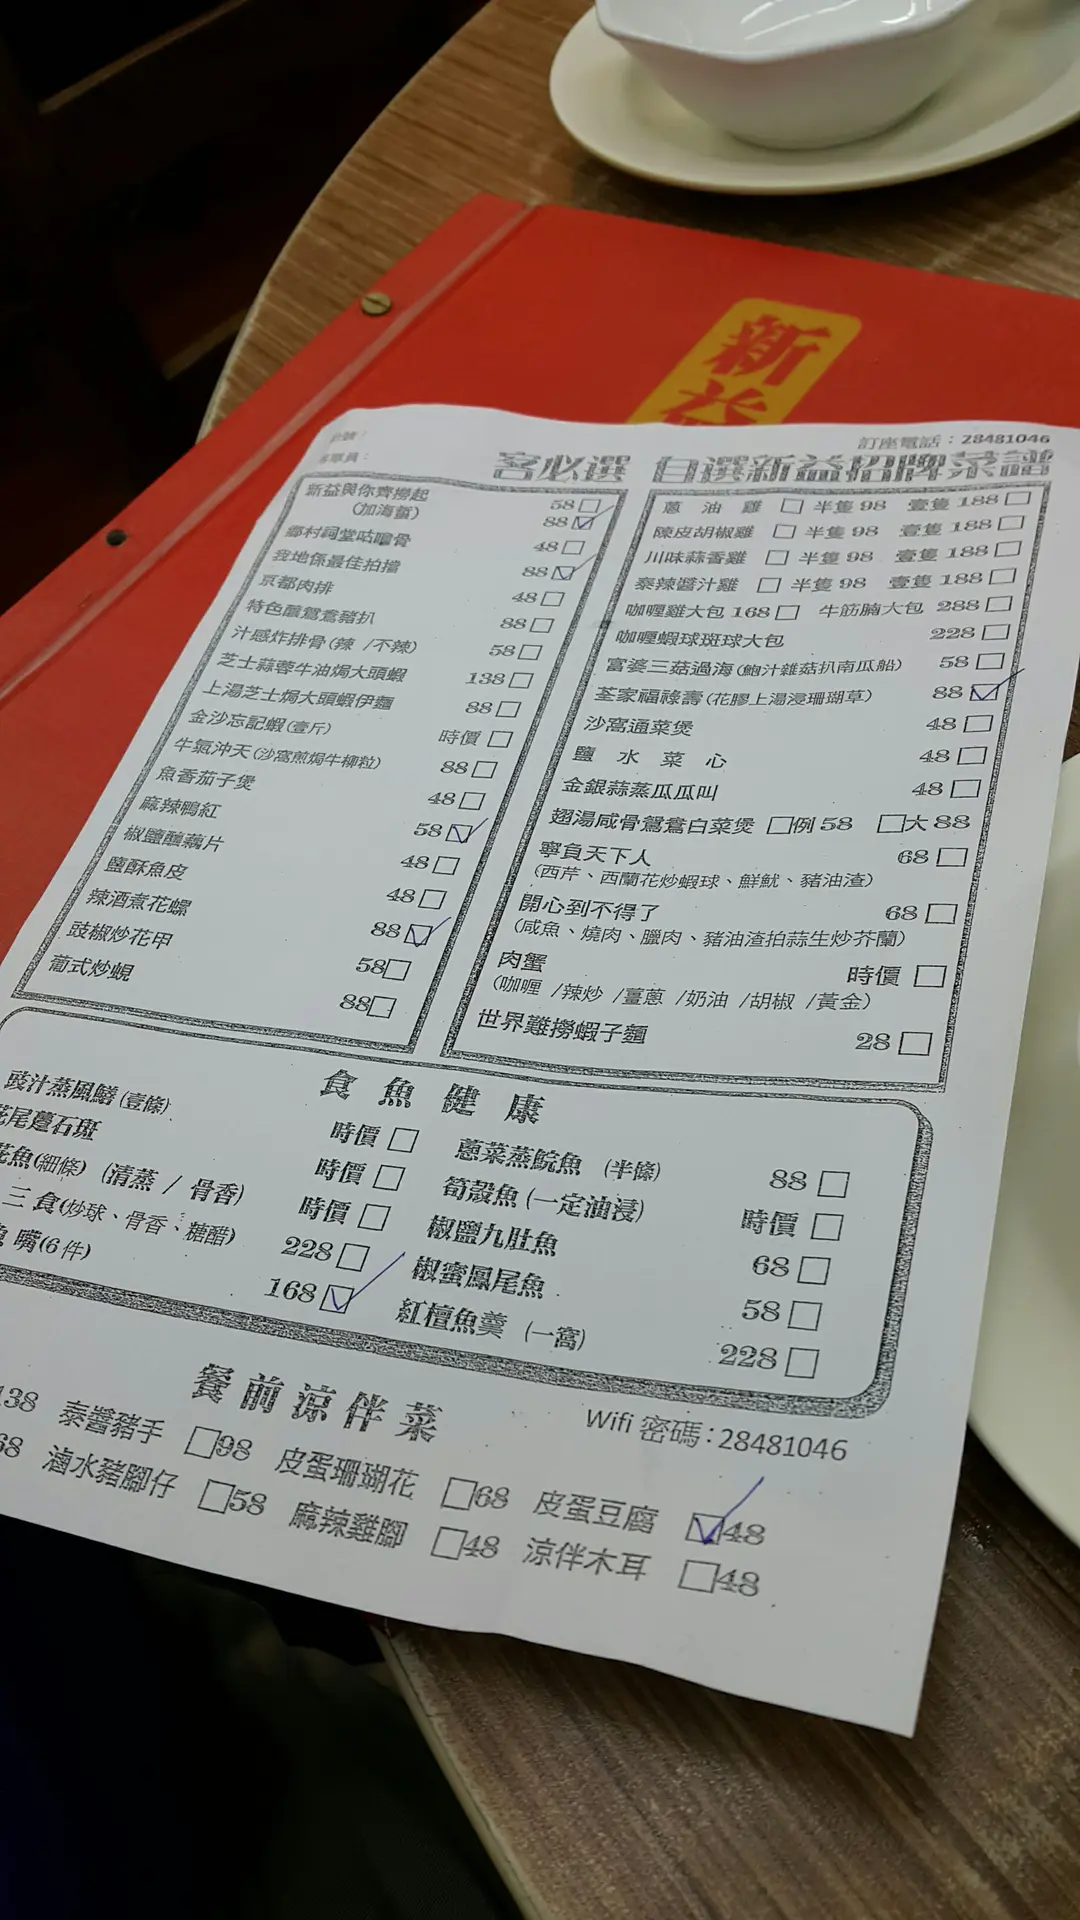 新
益
訂座電話：28481046
客必選 自選新益招牌菜譜
新益與你齊撈起 58
(加海蜇) 88
鄉村祠堂咕嚕骨 48
我地係最佳拍擋 88
京都肉排 48
特色釀鴛鴦豬扒 88
汁感炸排骨(辣 /不辣) 58
芝士蒜蓉牛油焗大頭蝦 138
上湯芝士焗大頭蝦伊麵 88
金沙忘記蝦(壹斤) 時價
牛氣沖天(沙窩煎焗牛柳粒) 88
魚香茄子煲 48
麻辣鴨紅 58
椒鹽釀藕片 48
鹽酥魚皮 48
辣酒煮花螺 88
豉椒炒花甲 58
葡式炒蜆 88
蔥油雞 半隻98 壹隻188
陳皮胡椒雞 半隻98 壹隻188
川味蒜香雞 半隻98 壹隻188
泰辣醬汁雞 半隻98 壹隻188
咖喱雞大包 168 牛筋腩大包 288
咖喱蝦球斑球大包 228
富婆三菇過海(鮑汁雜菇扒南瓜船) 58
荃家福祿壽(花膠上湯浸珊瑚草) 88
沙窩通菜煲 48
鹽水菜心 48
金銀蒜蒸瓜瓜叫 48
翅湯咸骨鴛鴦白菜煲 例58 大88
寧負天下人 68
(西芹、西蘭花炒蝦球、鮮魷、豬油渣)
開心到不得了 68
(咸魚、燒肉、臘肉、豬油渣拍蒜生炒芥蘭)
肉蟹 時價
(咖喱 /辣炒 /薑蔥 /奶油 /胡椒 /黃金)
世界難撈蝦子麵 28
食魚健康
豉汁蒸風鱔(壹條) 時價
花尾躉石斑 時價
花魚(細條) (清蒸 / 骨香) 時價
三食(炒球、骨香、糖醋) 228
嘴(6件) 168
蔥菜蒸鯇魚 (半條) 88
筍殼魚(一定油浸) 時價
椒鹽九肚魚 68
椒蜜鳳尾魚 58
紅檀魚羹 (一窩) 228
餐前涼伴菜
Wifi 密碼：28481046
138 泰醬豬手 98 皮蛋珊瑚花 68 皮蛋豆腐 48
68 滷水豬腳仔 58 麻辣雞腳 48 涼伴木耳 48